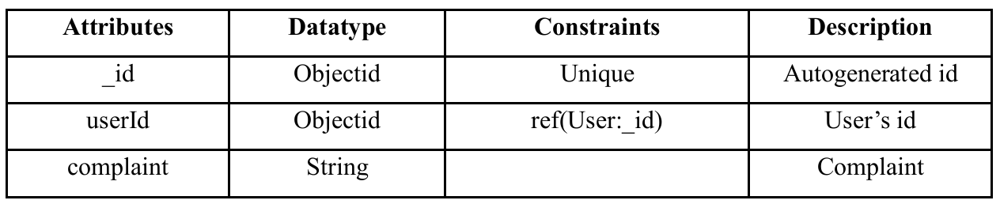 Attributes Datatype Constraints Description
_id Objectid Unique Autogenerated id
userId Objectid ref(User:_id) User’s id
complaint String Complaint